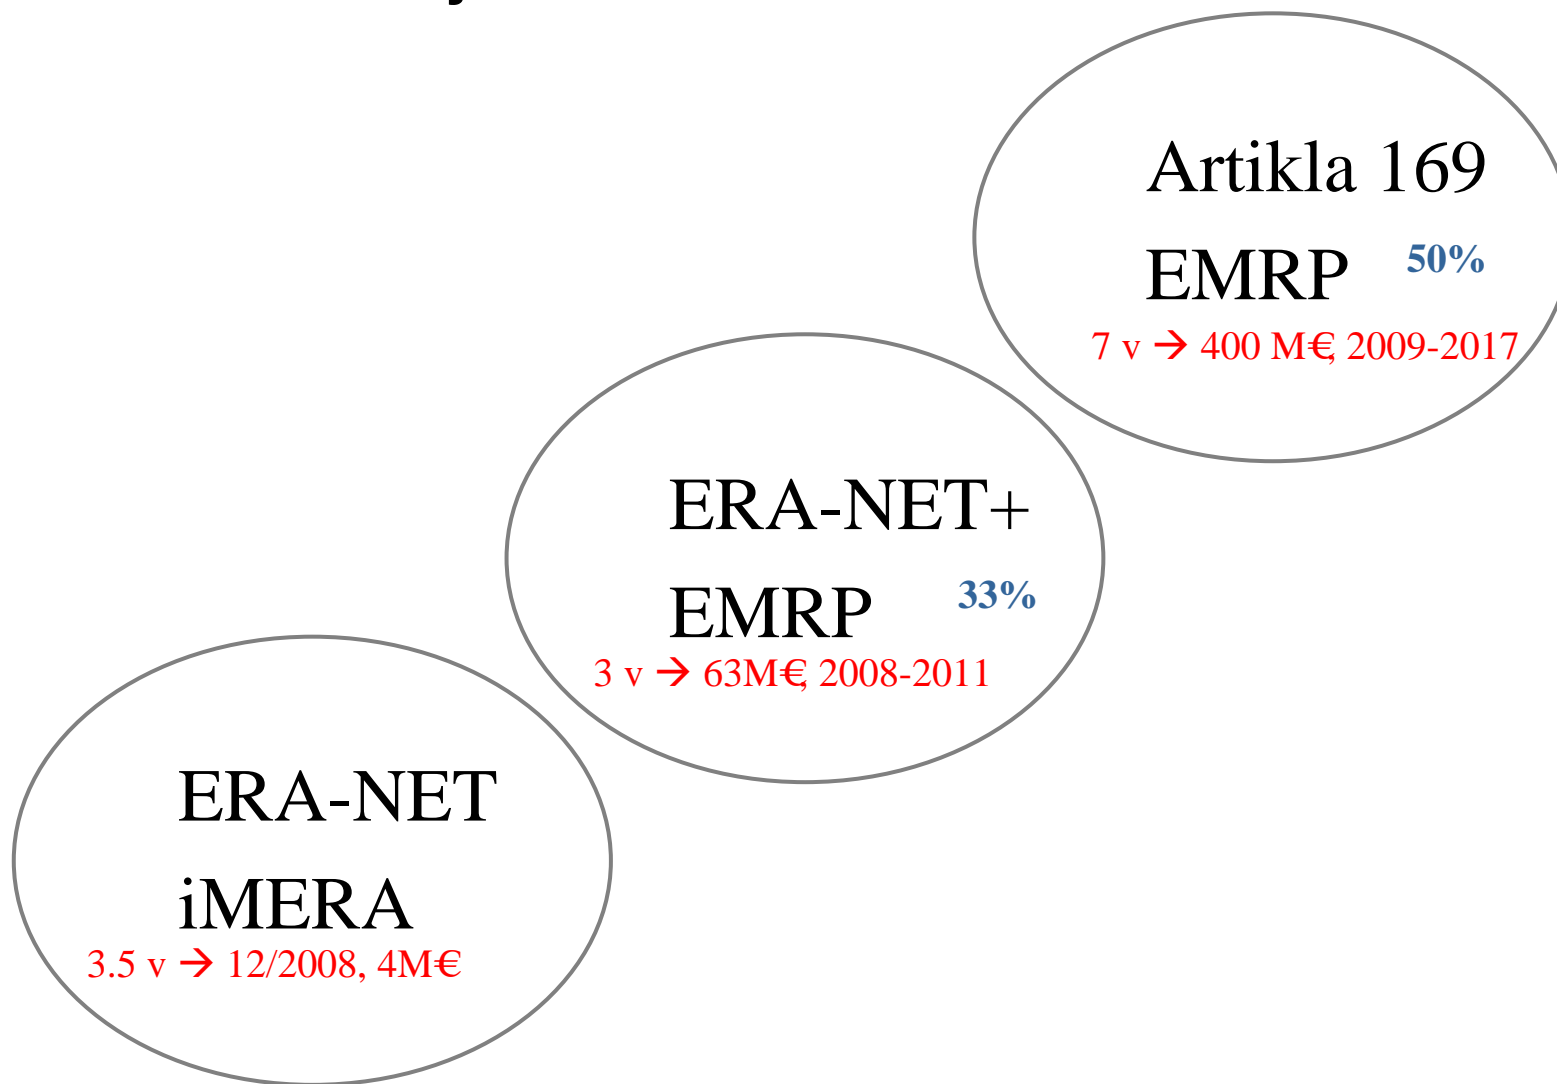 Artikla 169
EMRP 50%
7 v → 400 M€, 2009-2017
ERA-NET+
EMRP 33%
3 v → 63M€, 2008-2011
ERA-NET
iMERA
3.5 v → 12/2008, 4M€